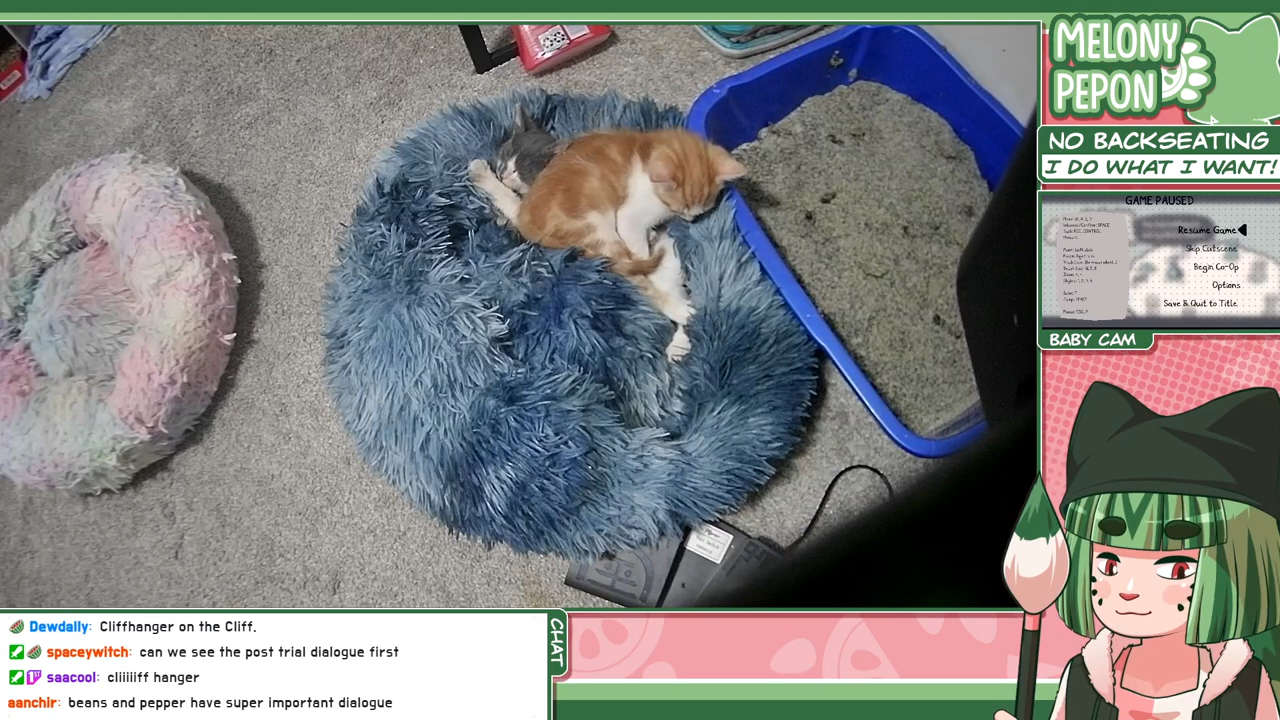 MELONY
PEPON
NO BACKSEATING
I DO WHAT I WANT!
GAME PAUSED
Resume Game
Skip Cutscene
Begin Co-Op
Options
Save & Quit to Title
BABY CAM
Dewdally: Cliffhanger on the Cliff.
spaceywitch: can we see the post trial dialogue first
saacool: cliiiiiff hanger
aanchir: beans and pepper have super important dialogue
CHAT